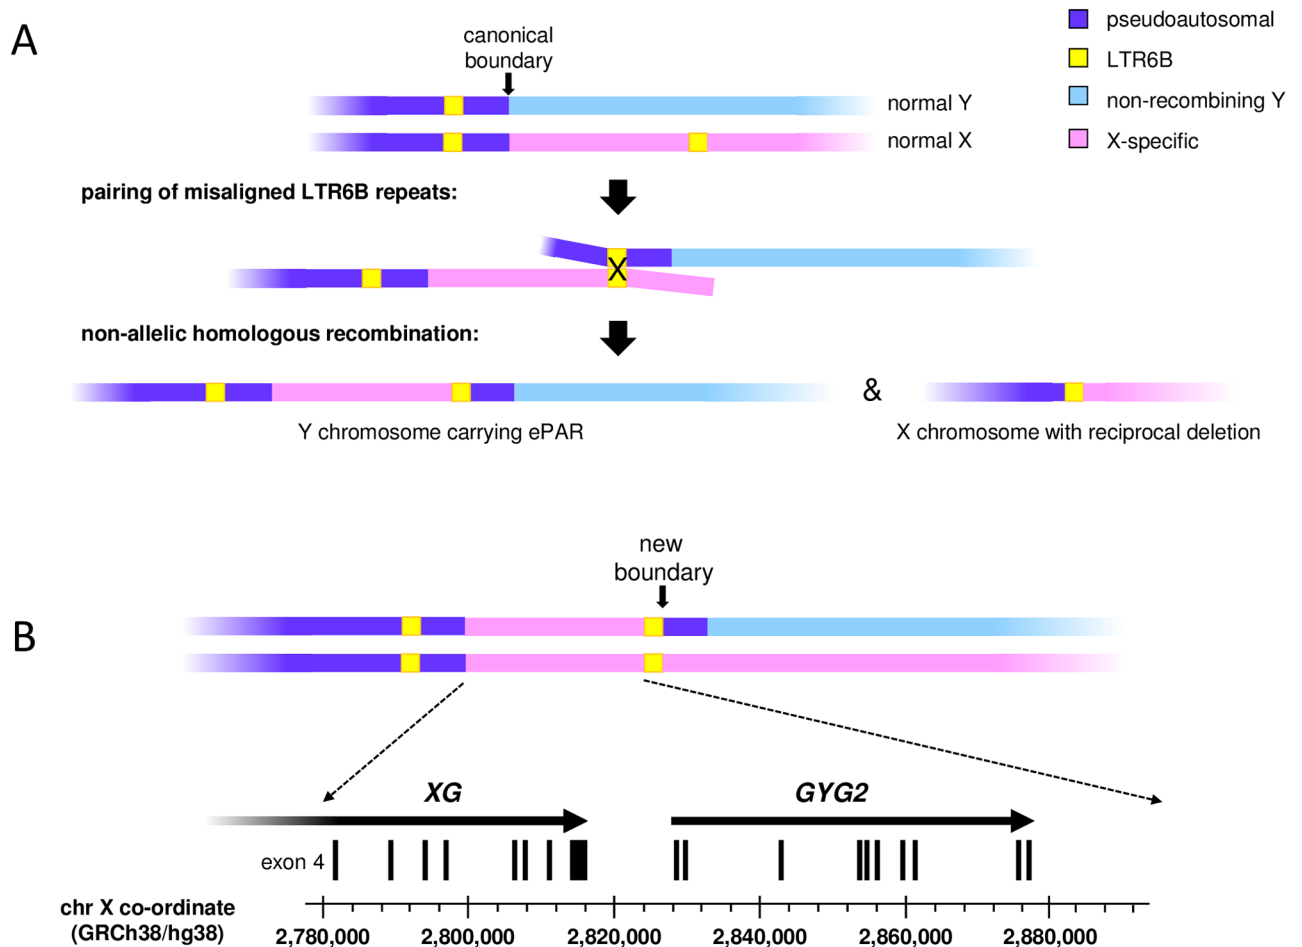 A
canonical
boundary
pseudoautosomal
LTR6B
non-recombining Y
X-specific
normal Y
normal X
pairing of misaligned LTR6B repeats:
X
non-allelic homologous recombination:
&
Y chromosome carrying ePAR
X chromosome with reciprocal deletion
B
new
boundary
XG
GYG2
exon 4
chr X co-ordinate
(GRCh38/hg38)
2,780,000
2,800,000
2,820,000
2,840,000
2,860,000
2,880,000